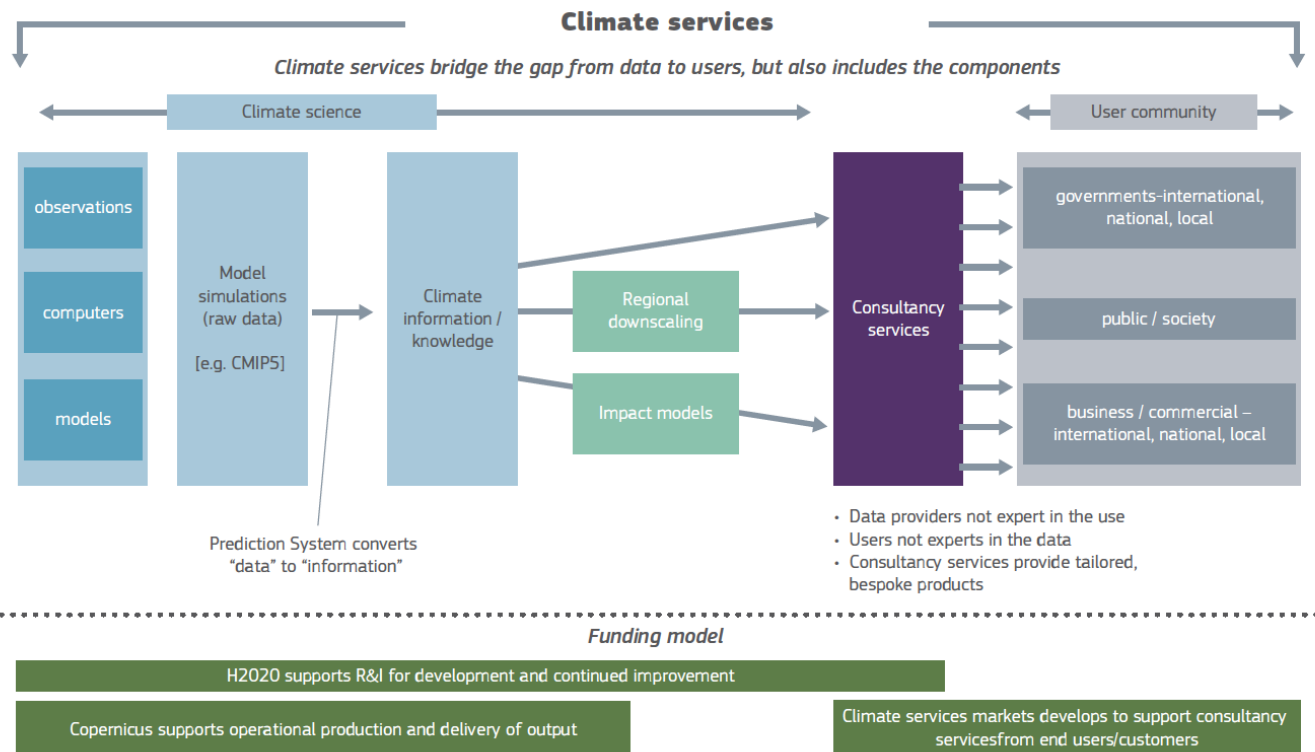 Climate services
Climate services bridge the gap from data to users, but also includes the components
Climate science
User community
observations
computers
models
Model
simulations
(raw data)
[e.g. CMIP5]
Climate
information /
knowledge
Regional
downscaling
Impact models
Consultancy
services
governments-international,
national, local
public / society
business / commercial –
international, national, local
Prediction System converts
“data” to “information”
• Data providers not expert in the use
• Users not experts in the data
• Consultancy services provide tailored,
bespoke products
Funding model
H2020 supports R&I for development and continued improvement
Copernicus supports operational production and delivery of output
Climate services markets develops to support consultancy
servicesfrom end users/customers